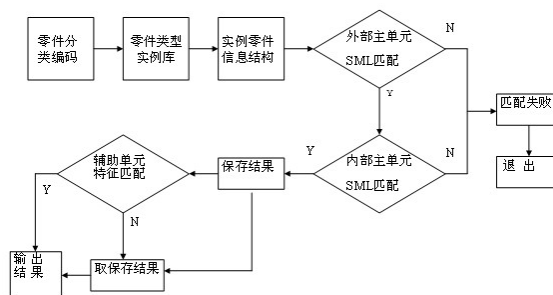 零件分
类编码
零件类型
实例库
实例零件
信息结构
外部主单元
SML匹配
N
Y
匹配失败
退 出
内部主单元
SML匹配
N
Y
保存结果
辅助单元
特征匹配
Y
N
输 出
结 果
取保存结果